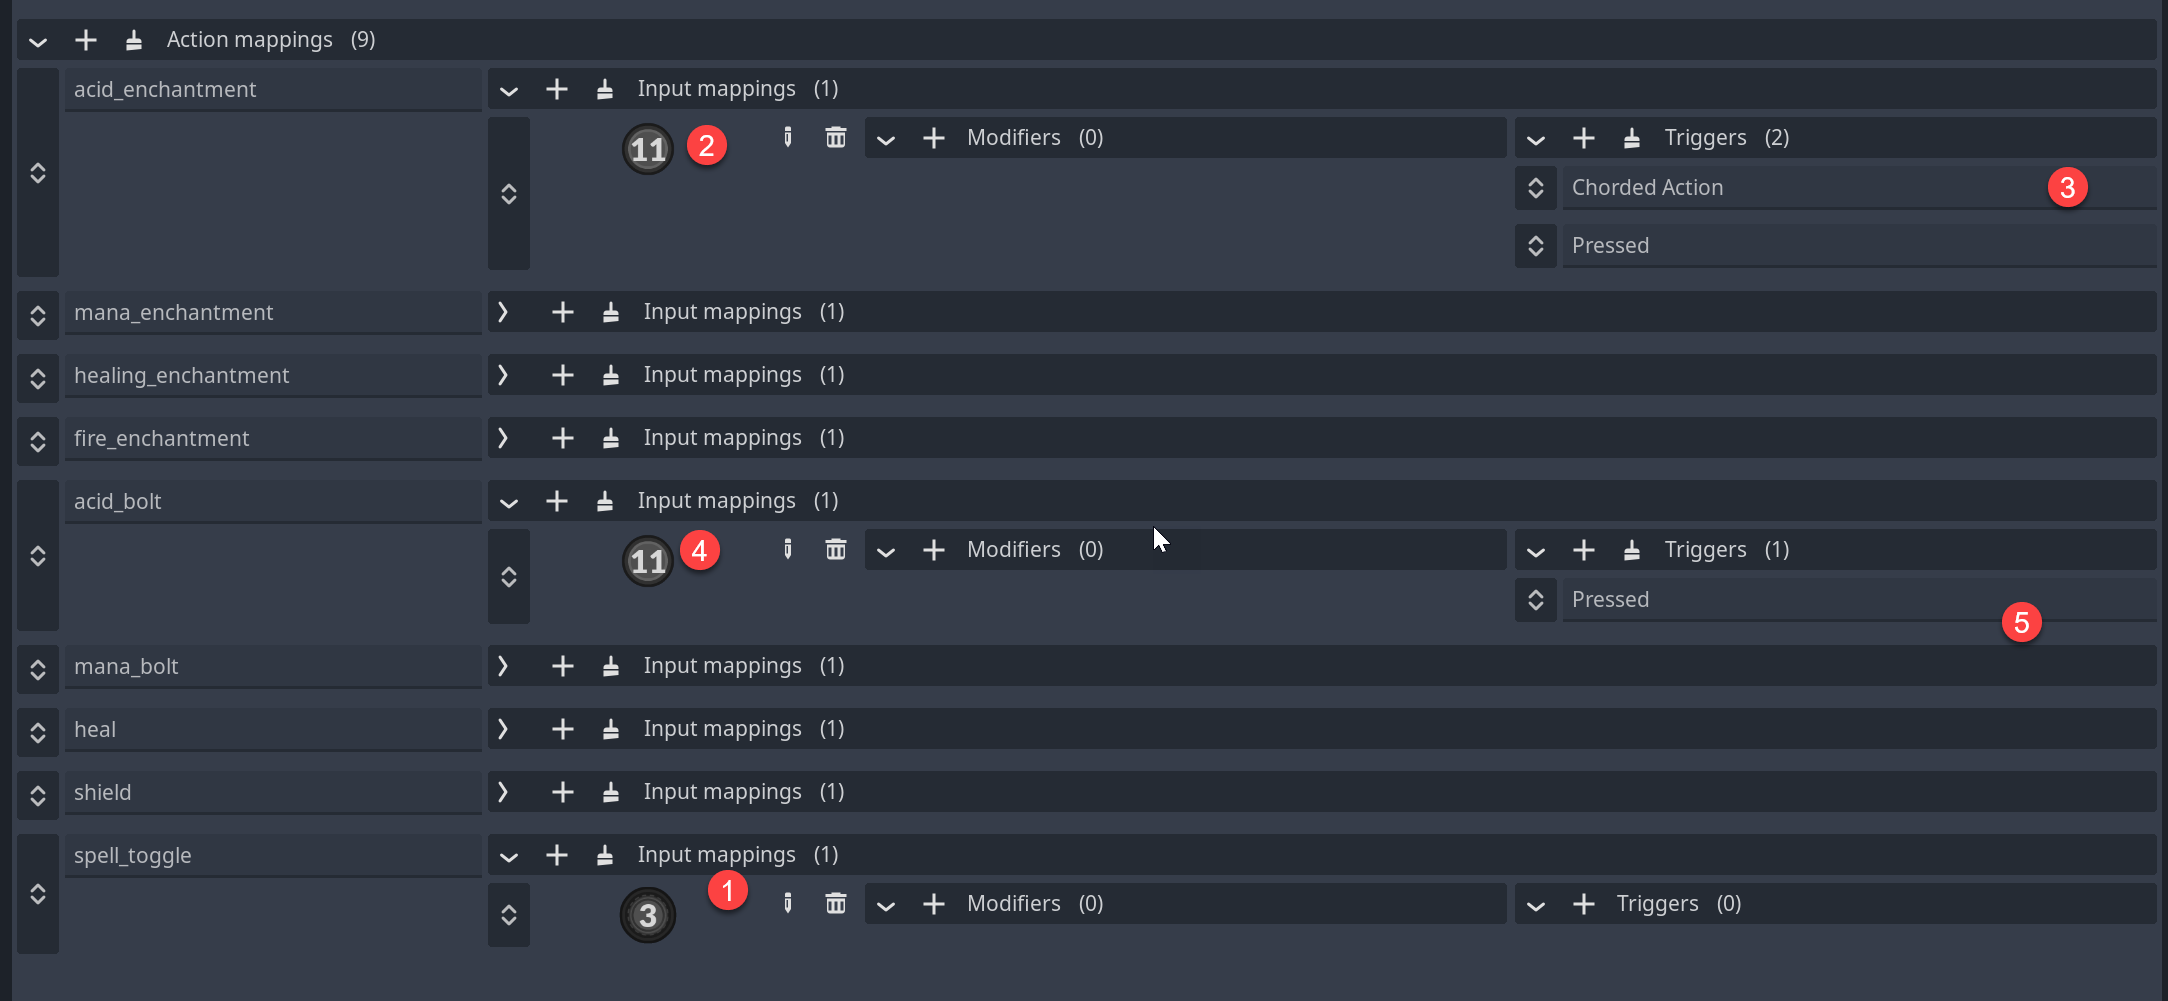 Action mappings (9)
acid_enchantment Input mappings (1)
11 2 Modifiers (0) Triggers (2)
Chorded Action 3
Pressed
mana_enchantment Input mappings (1)
healing_enchantment Input mappings (1)
fire_enchantment Input mappings (1)
acid_bolt Input mappings (1)
11 4 Modifiers (0) Triggers (1)
Pressed 5
mana_bolt Input mappings (1)
heal Input mappings (1)
shield Input mappings (1)
spell_toggle Input mappings (1)
3 1 Modifiers (0) Triggers (0)